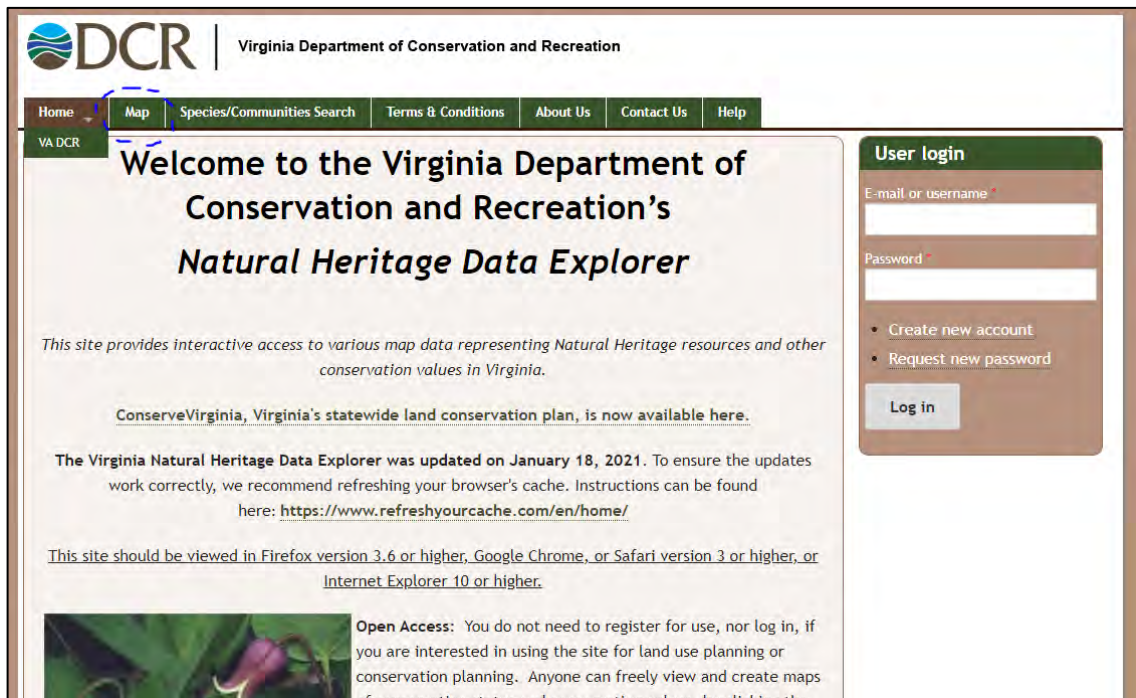 DCR
Virginia Department of Conservation and Recreation
Home Map Species/Communities Search Terms & Conditions About Us Contact Us Help
VA DCR
Welcome to the Virginia Department of
Conservation and Recreation's
Natural Heritage Data Explorer
This site provides interactive access to various map data representing Natural Heritage resources and other
conservation values in Virginia.
ConserveVirginia, Virginia's statewide land conservation plan, is now available here.
The Virginia Natural Heritage Data Explorer was updated on January 18, 2021. To ensure the updates
work correctly, we recommend refreshing your browser's cache. Instructions can be found
here: https://www.refreshyourcache.com/en/home/
This site should be viewed in Firefox version 3.6 or higher, Google Chrome, or Safari version 3 or higher, or
Internet Explorer 10 or higher.
Open Access: You do not need to register for use, nor log in, if
you are interested in using the site for land use planning or
conservation planning. Anyone can freely view and create maps
User login
E-mail or username *
Password *
Create new account
Request new password
Log in